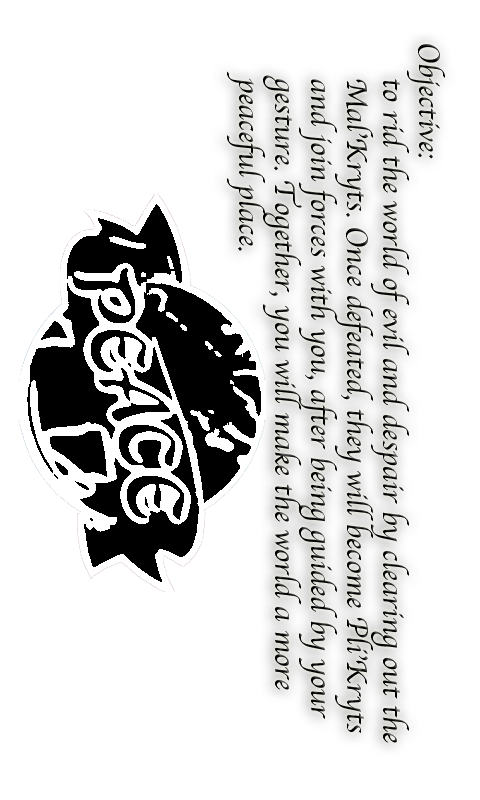 Objective:
to rid the world of evil and despair by clearing out the
Mal'Kryts. Once defeated, they will become Pli'Kryts
and join forces with you, after being guided by your
gesture. Together, you will make the world a more
peaceful place.
PEACE